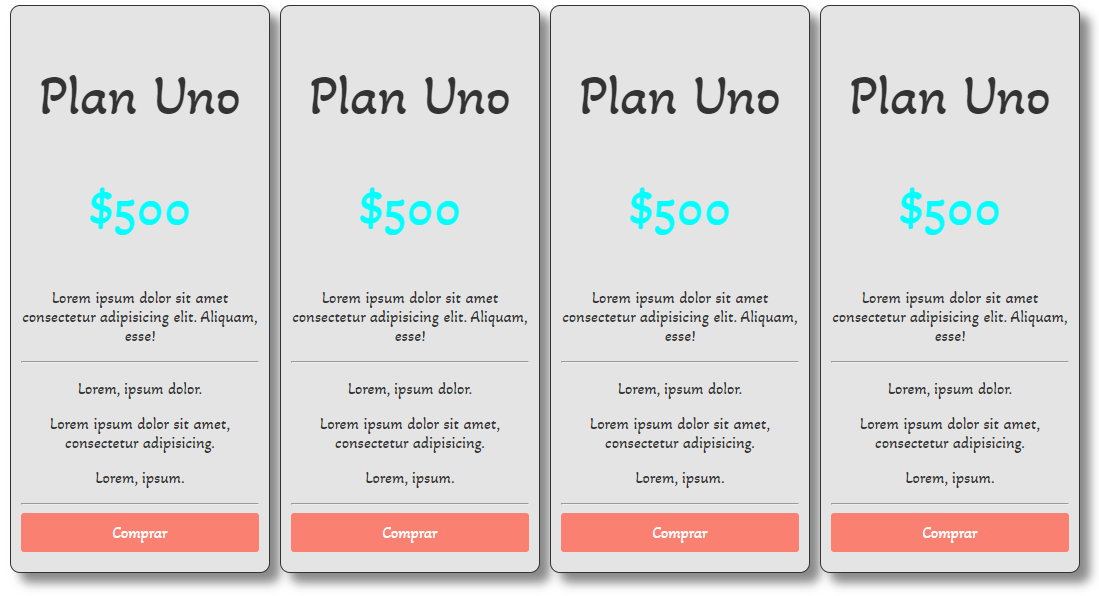 Plan Uno
$500
Lorem ipsum dolor sit amet
consectetur adipisicing elit. Aliquam,
esse!
Lorem, ipsum dolor.
Lorem ipsum dolor sit amet,
consectetur adipisicing.
Lorem, ipsum.
Comprar
Plan Uno
$500
Lorem ipsum dolor sit amet
consectetur adipisicing elit. Aliquam,
esse!
Lorem, ipsum dolor.
Lorem ipsum dolor sit amet,
consectetur adipisicing.
Lorem, ipsum.
Comprar
Plan Uno
$500
Lorem ipsum dolor sit amet
consectetur adipisicing elit. Aliquam,
esse!
Lorem, ipsum dolor.
Lorem ipsum dolor sit amet,
consectetur adipisicing.
Lorem, ipsum.
Comprar
Plan Uno
$500
Lorem ipsum dolor sit amet
consectetur adipisicing elit. Aliquam,
esse!
Lorem, ipsum dolor.
Lorem ipsum dolor sit amet,
consectetur adipisicing.
Lorem, ipsum.
Comprar